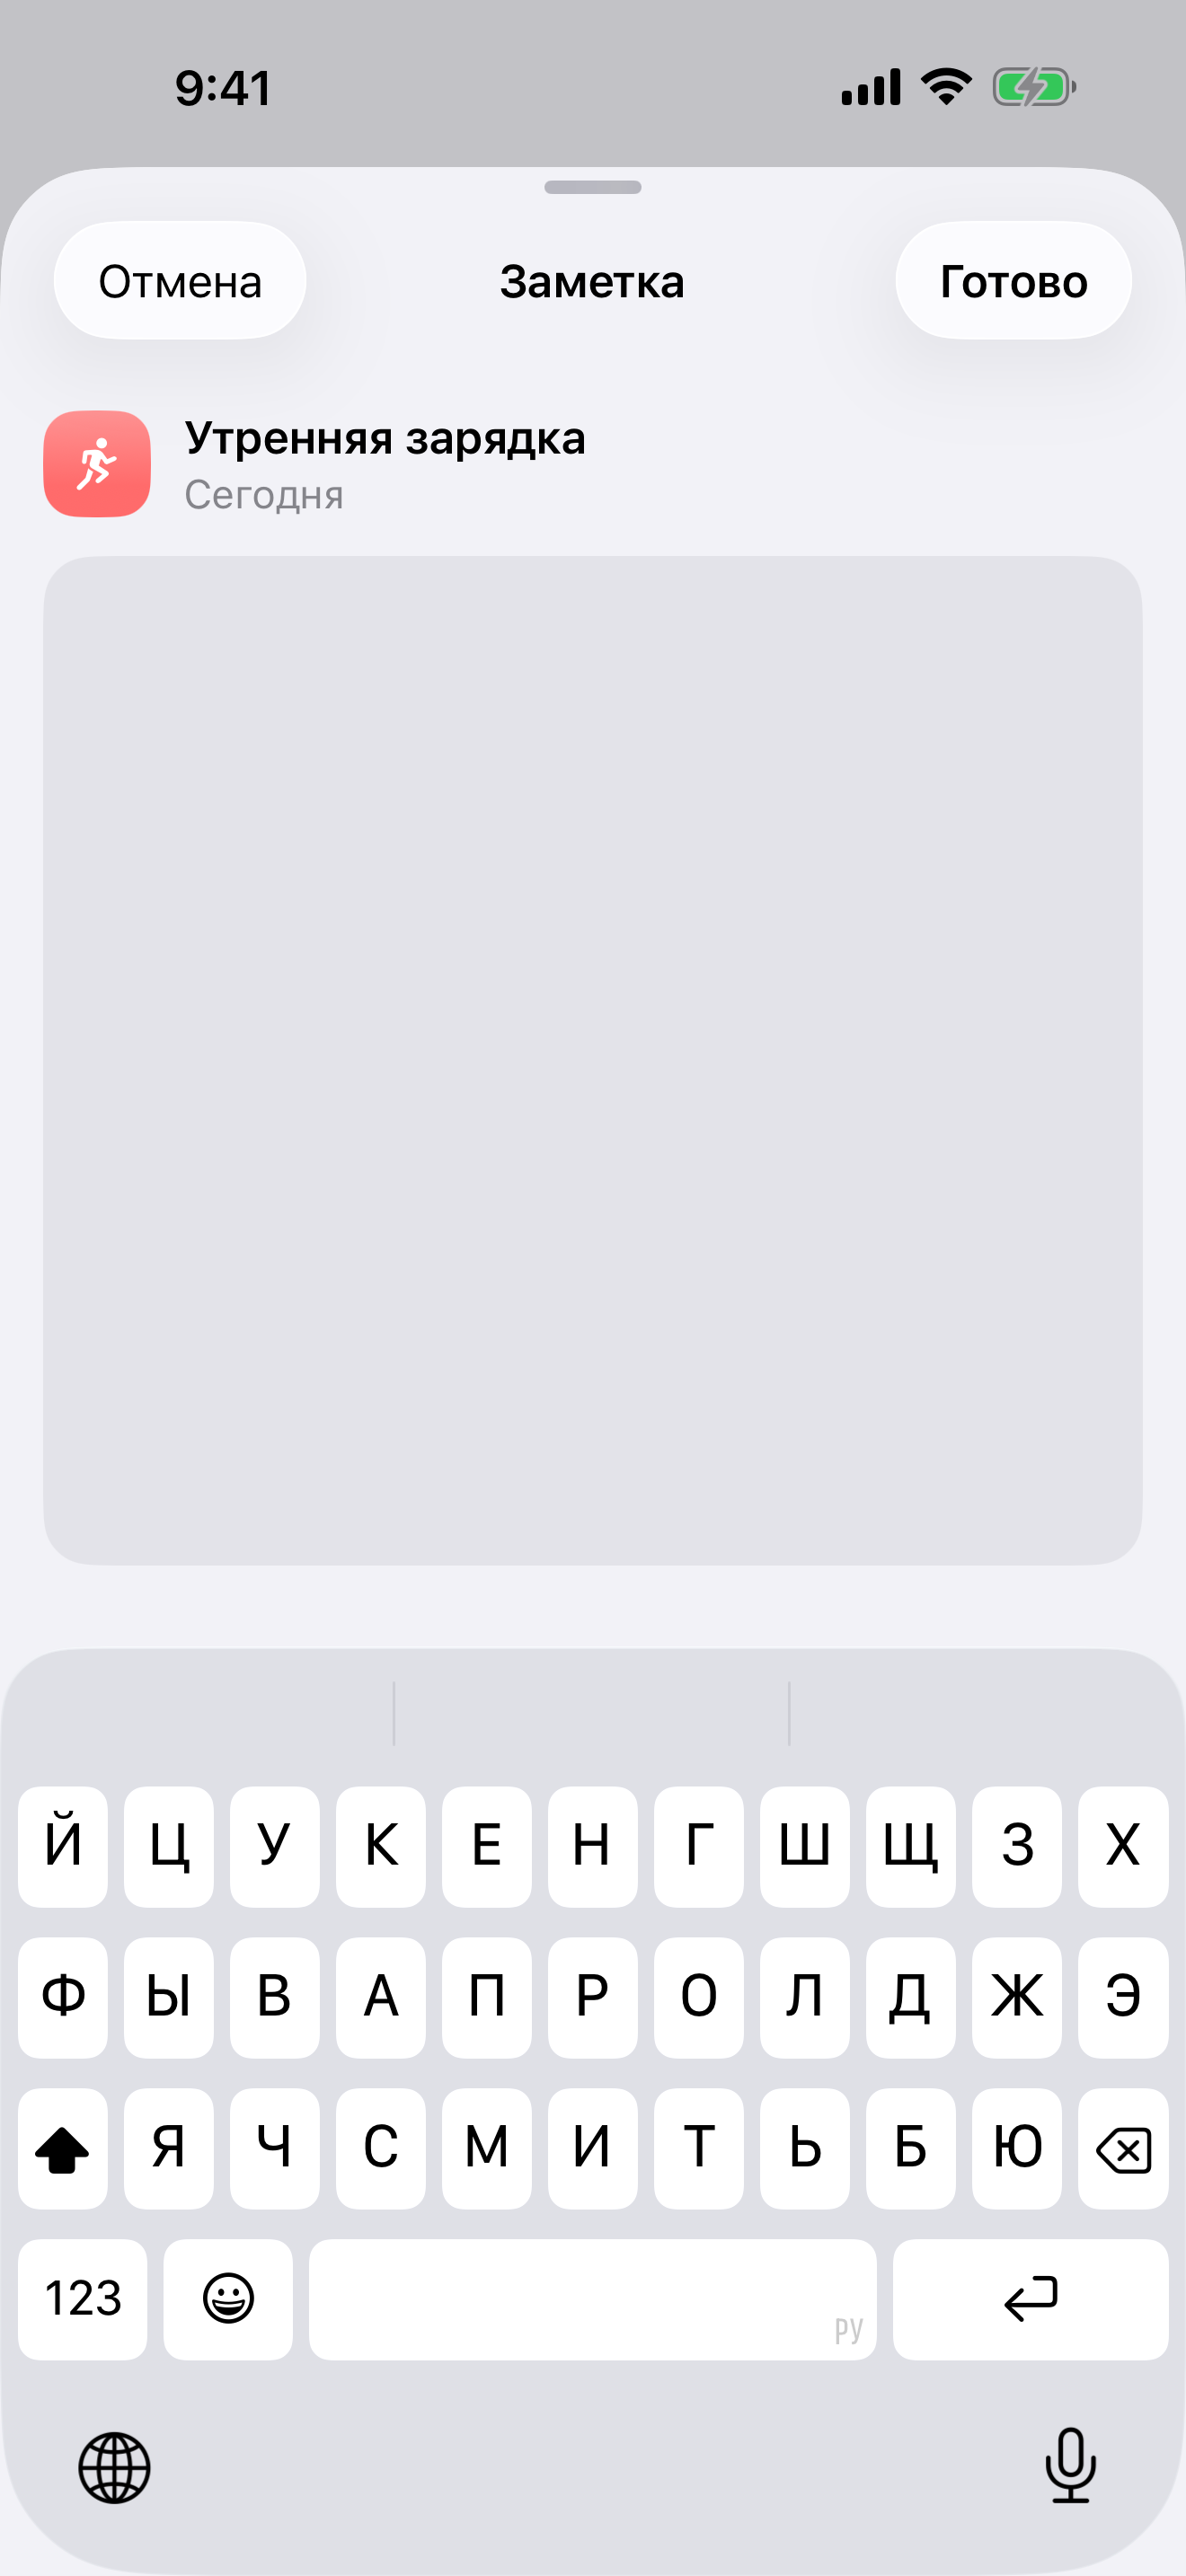 9:41
Отмена Заметка Готово
Утренняя зарядка
Сегодня
Й Ц У К Е Н Г Ш Щ З Х
Ф Ы В А П Р О Л Д Ж Э
Я Ч С М И Т Ь Б Ю
123
РУ